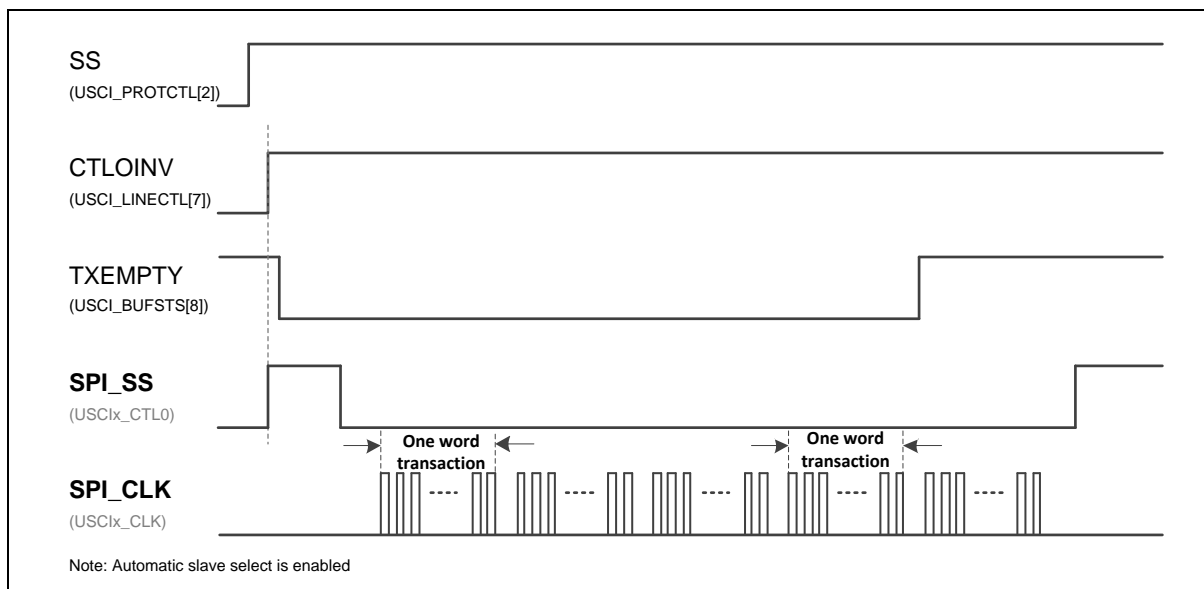 SS
(USCI_PROTCTL[2])
CTLOINV
(USCI_LINECTL[7])
TXEMPTY
(USCI_BUFSTS[8])
SPI_SS
(USCIx_CTL0)
One word
transaction
One word
transaction
SPI_CLK
(USCIx_CLK)
Note: Automatic slave select is enabled